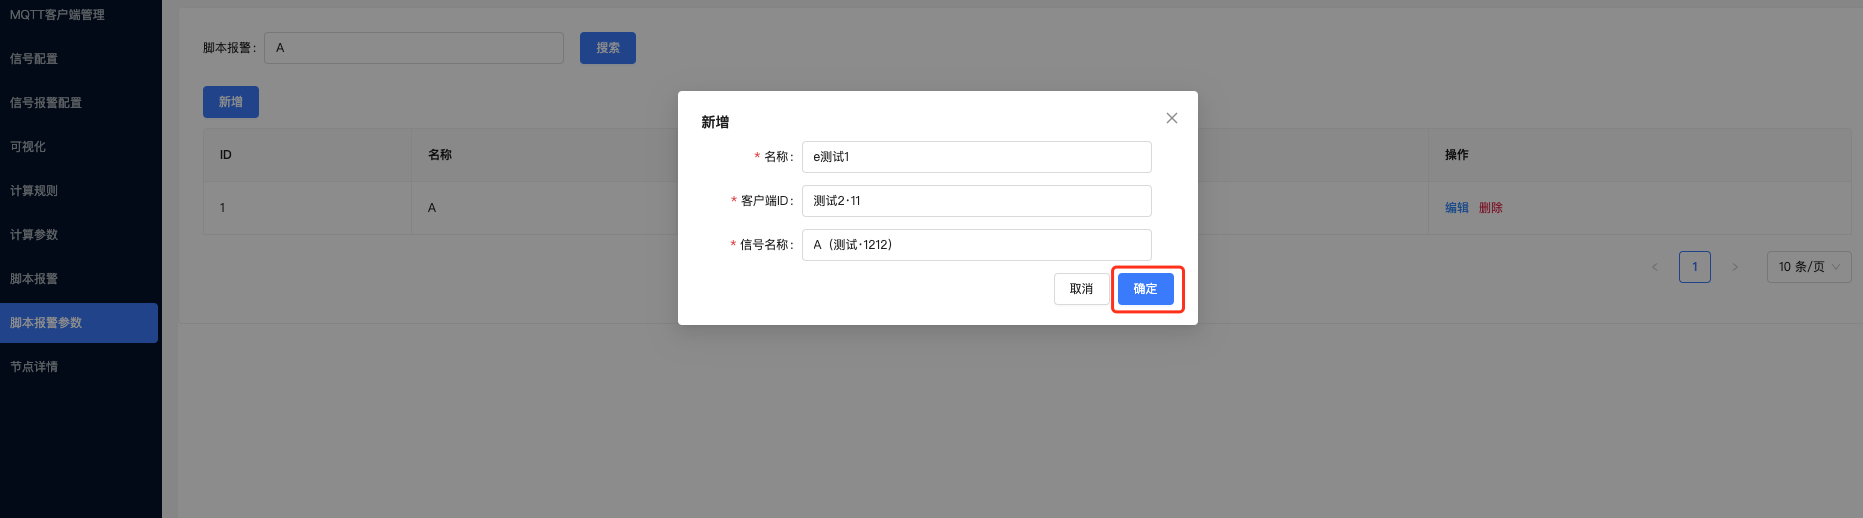 MQTT客户端管理
信号配置
信号报警配置
可视化
计算规则
计算参数
脚本报警
脚本报警参数
节点详情
脚本报警: A 搜索
新增
ID 名称 操作
1 A 编辑 删除
< 1 > 10 条/页
新增
* 名称: e测试1
* 客户端ID: 测试2·11
* 信号名称: A（测试·1212）
取消 确定